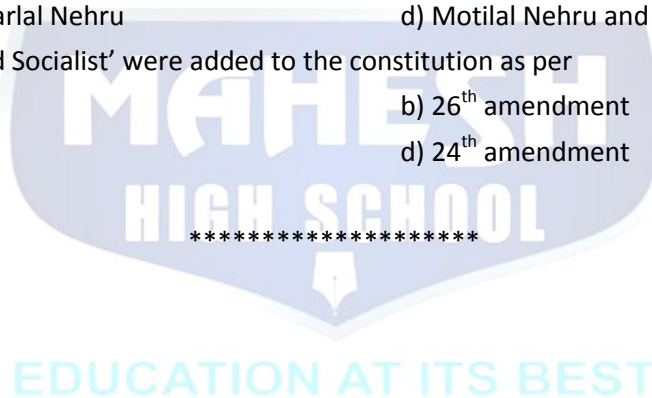 arlal Nehru d) Motilal Nehru and
d Socialist’ were added to the constitution as per
b) 26th amendment
d) 24th amendment
MAHESH
HIGH SCHOOL
********************
EDUCATION AT ITS BEST